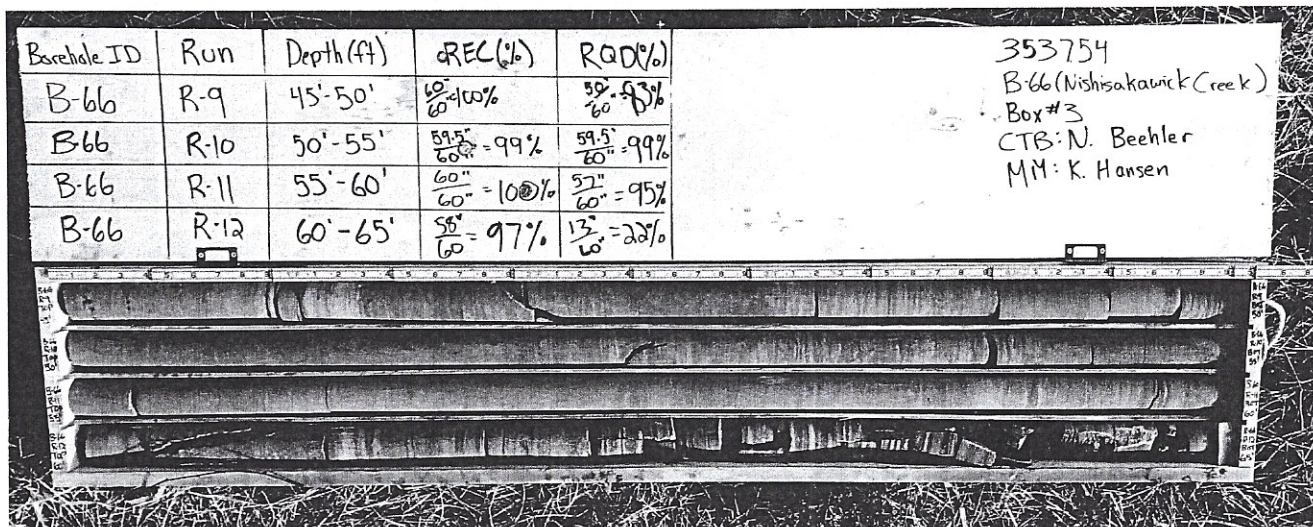 Borehole ID Run Depth (ft) REC (%) RQD (%)
B-66 R-9 45'-50' 60"/60" = 100% 50"/60" = 83%
B-66 R-10 50'-55' 59.5"/60" = 99% 59.5"/60" = 99%
B-66 R-11 55'-60' 60"/60" = 100% 57"/60" = 95%
B-66 R-12 60'-65' 58"/60 = 97% 13"/60" = 22%
353754
B-66 (Nishisakawick Creek)
Box #3
CTB: N. Beehler
MM: K. Hansen